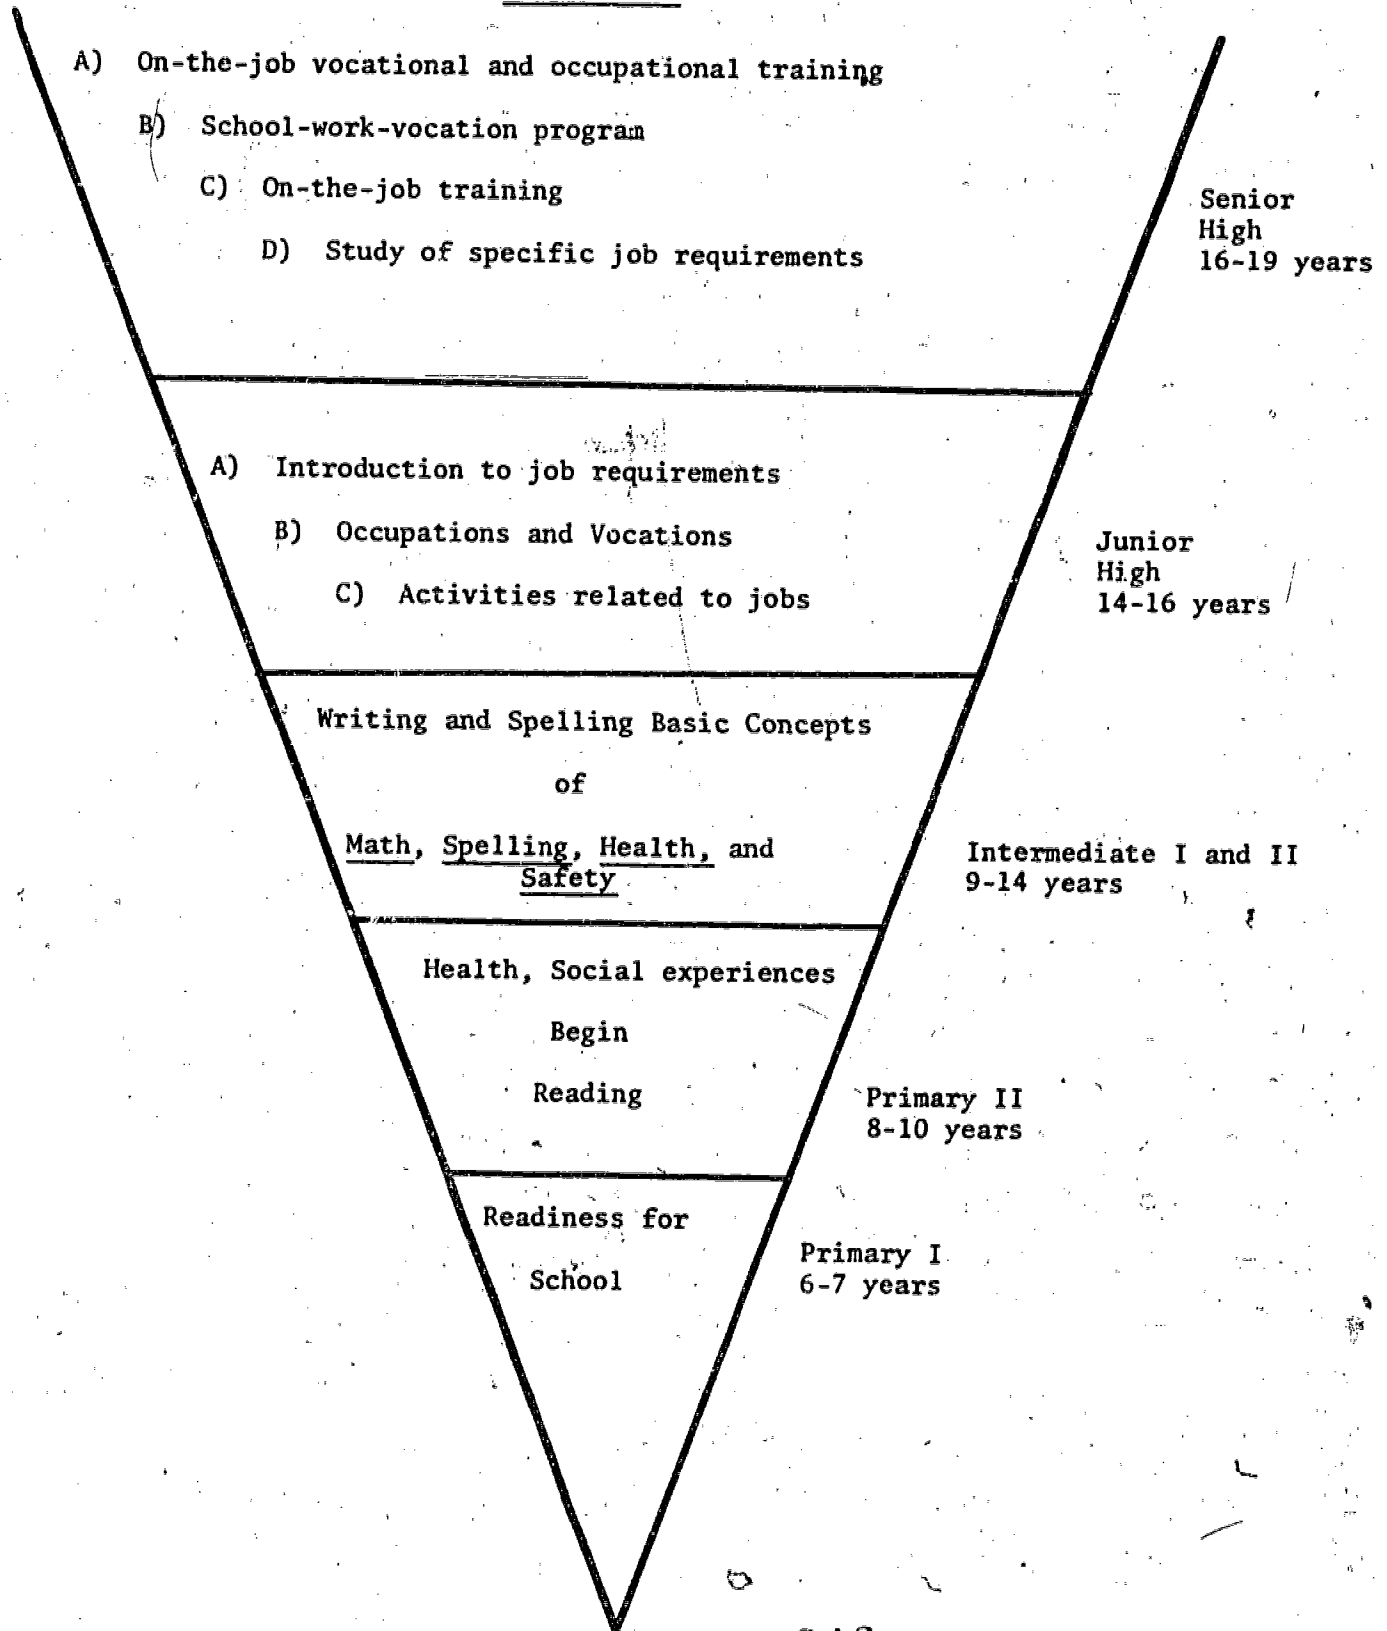 A) On-the-job vocational and occupational training
B) School-work-vocation program
C) On-the-job training
D) Study of specific job requirements
Senior
High
16-19 years
A) Introduction to job requirements
B) Occupations and Vocations
C) Activities related to jobs
Junior
High
14-16 years
Writing and Spelling Basic Concepts
of
Math, Spelling, Health, and
Safety
Intermediate I and II
9-14 years
Health, Social experiences
Begin
Reading
Primary II
8-10 years
Readiness for
School
Primary I
6-7 years